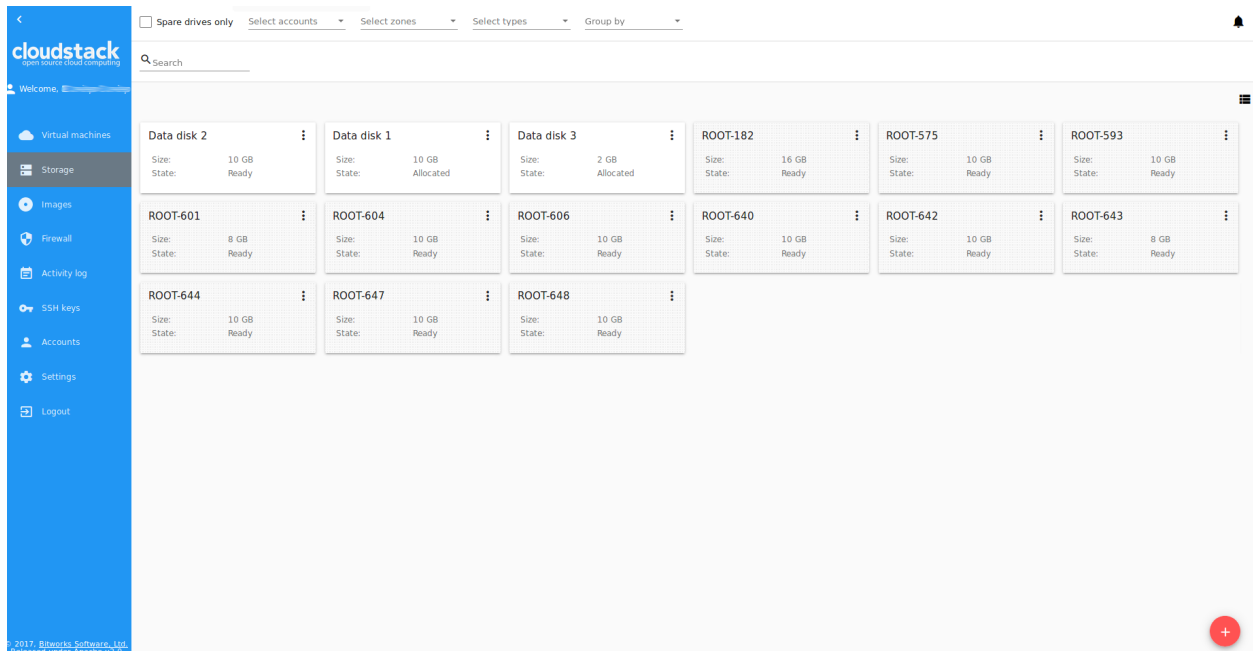 Spare drives only Select accounts Select zones Select types Group by
cloudstack
open source cloud computing
Search
Welcome,
Virtual machines
Storage
Images
Firewall
Activity log
SSH keys
Accounts
Settings
Logout
Data disk 2
Size: 10 GB
State: Ready
Data disk 1
Size: 10 GB
State: Allocated
Data disk 3
Size: 2 GB
State: Allocated
ROOT-182
Size: 16 GB
State: Ready
ROOT-575
Size: 10 GB
State: Ready
ROOT-593
Size: 10 GB
State: Ready
ROOT-601
Size: 8 GB
State: Ready
ROOT-604
Size: 10 GB
State: Ready
ROOT-606
Size: 10 GB
State: Ready
ROOT-640
Size: 10 GB
State: Ready
ROOT-642
Size: 10 GB
State: Ready
ROOT-643
Size: 8 GB
State: Ready
ROOT-644
Size: 10 GB
State: Ready
ROOT-647
Size: 10 GB
State: Ready
ROOT-648
Size: 10 GB
State: Ready
© 2017, Bitworks Software, Ltd.